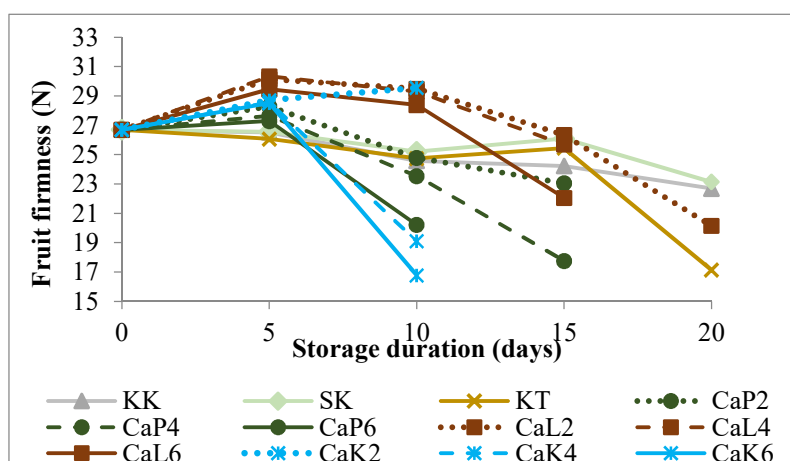 Fruit firmness (N)
33
31
29
27
25
23
21
19
17
15
0 5 10 15 20
Storage duration (days)
KK SK KT CaP2
CaP4 CaP6 CaL2 CaL4
CaL6 CaK2 CaK4 CaK6